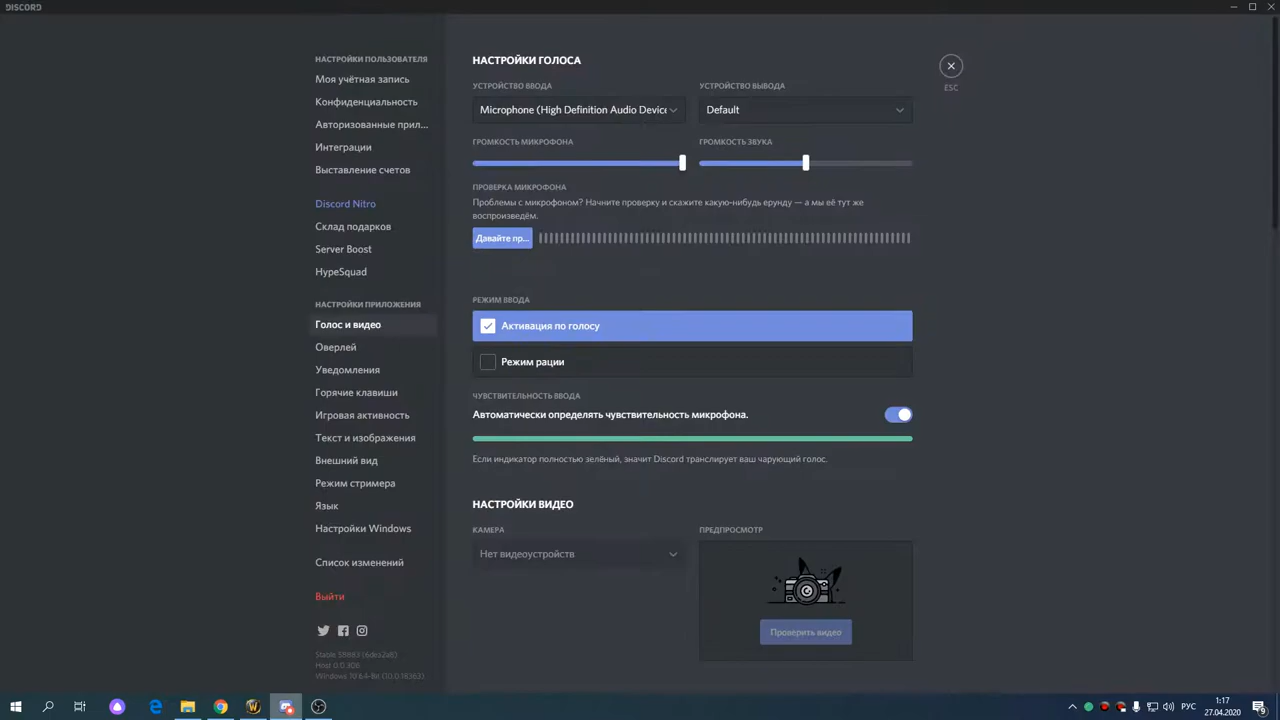 DISCORD
НАСТРОЙКИ ПОЛЬЗОВАТЕЛЯ
Моя учётная запись
Конфиденциальность
Авторизованные прил...
Интеграции
Выставление счетов
Discord Nitro
Склад подарков
Server Boost
HypeSquad
НАСТРОЙКИ ПРИЛОЖЕНИЯ
Голос и видео
Оверлей
Уведомления
Горячие клавиши
Игровая активность
Текст и изображения
Внешний вид
Режим стримера
Язык
Настройки Windows
Список изменений
Выйти
Host 0.0.306
НАСТРОЙКИ ГОЛОСА
ESC
УСТРОЙСТВО ВВОДА
Microphone (High Definition Audio Device
УСТРОЙСТВО ВЫВОДА
Default
ГРОМКОСТЬ МИКРОФОНА
ГРОМКОСТЬ ЗВУКА
ПРОВЕРКА МИКРОФОНА
Проблемы с микрофоном? Начните проверку и скажите какую-нибудь ерунду — а мы её тут же
воспроизведём.
Давайте пр...
РЕЖИМ ВВОДА
Активация по голосу
Режим рации
ЧУВСТВИТЕЛЬНОСТЬ ВВОДА
Автоматически определять чувствительность микрофона.
Если индикатор полностью зелёный, значит Discord транслирует ваш чарующий голос.
НАСТРОЙКИ ВИДЕО
КАМЕРА
Нет видеоустройств
ПРЕДПРОСМОТР
Проверить видео
РУС
1:17
27.04.2020